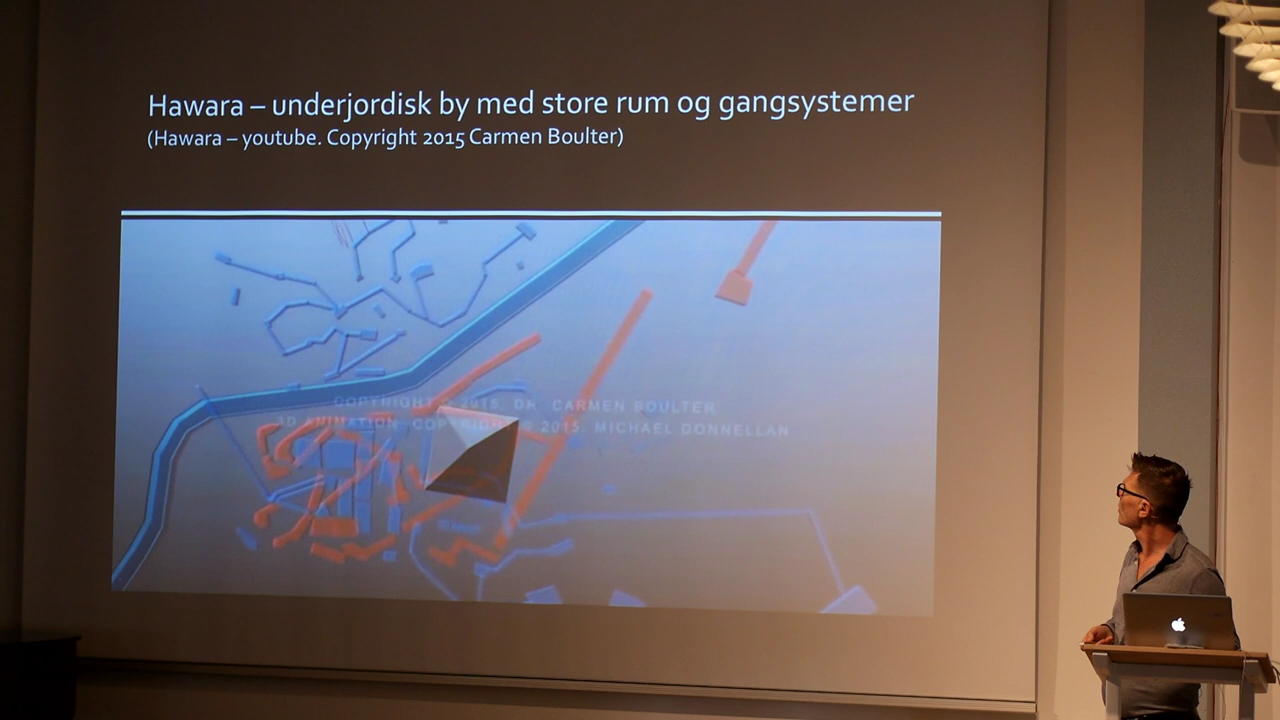 Hawara – underjordisk by med store rum og gangsystemer
(Hawara – youtube. Copyright 2015 Carmen Boulter)
COPYRIGHT © 2015, DR. CARMEN BOULTER
3D ANIMATION COPYRIGHT © 2015, MICHAEL DONNELLAN